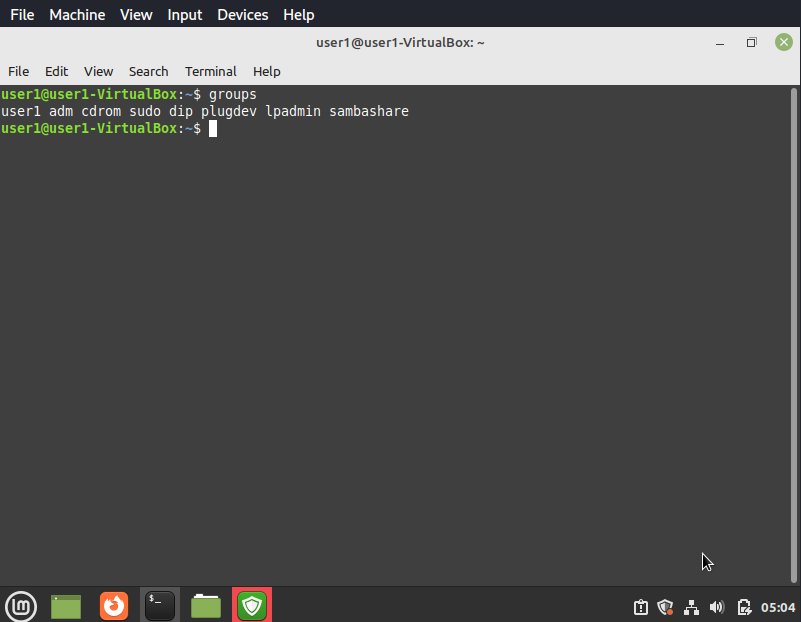 File Machine View Input Devices Help
user1@user1-VirtualBox: ~
File Edit View Search Terminal Help
user1@user1-VirtualBox:~$ groups
user1 adm cdrom sudo dip plugdev lpadmin sambashare
user1@user1-VirtualBox:~$
$_
05:04